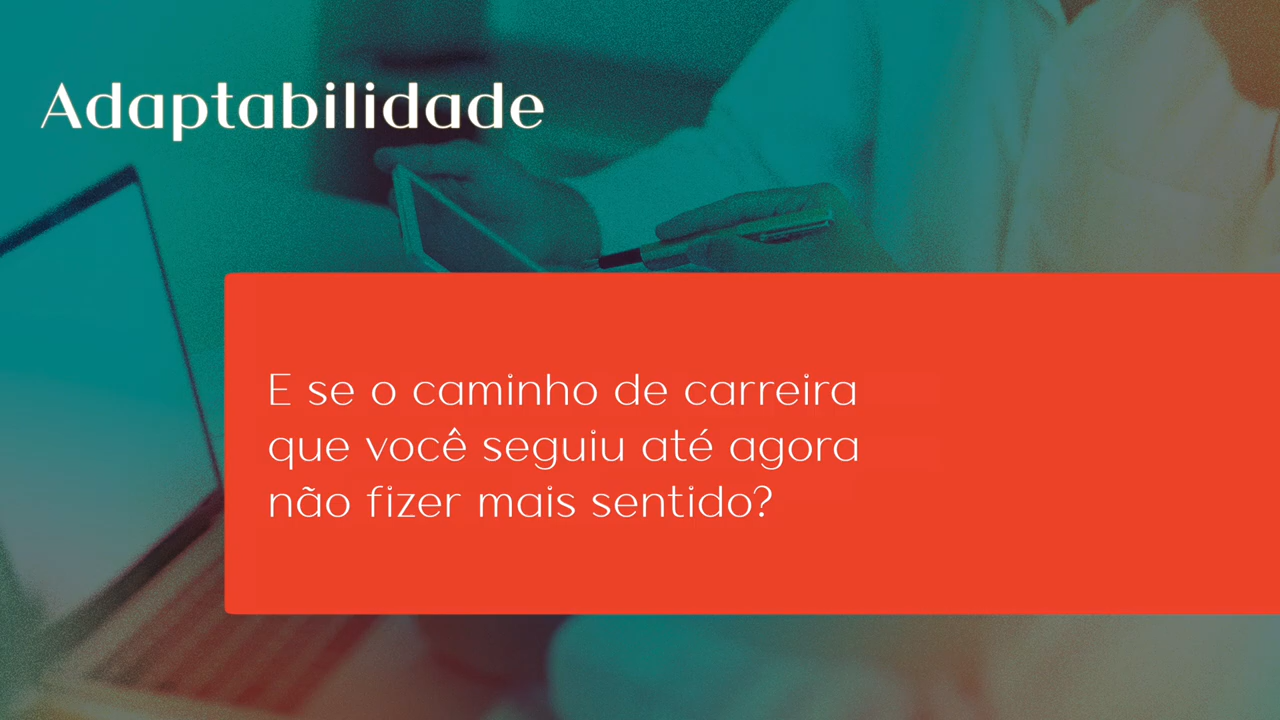 Adaptabilidade
E se o caminho de carreira
que você seguiu até agora
não fizer mais sentido?